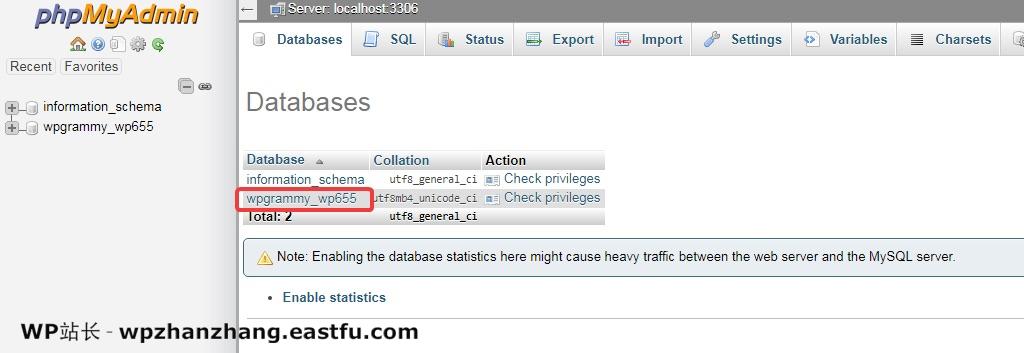 phpMyAdmin
Recent Favorites
information_schema
wpgrammy_wp655
Server: localhost:3306
Databases SQL Status Export Import Settings Variables Charsets
Databases
Database Collation Action
information_schema utf8_general_ci Check privileges
wpgrammy_wp655 utf8mb4_unicode_ci Check privileges
Total: 2 utf8_general_ci
Note: Enabling the database statistics here might cause heavy traffic between the web server and the MySQL server.
Enable statistics
WP站长 - wpzhanzhang.eastfu.com